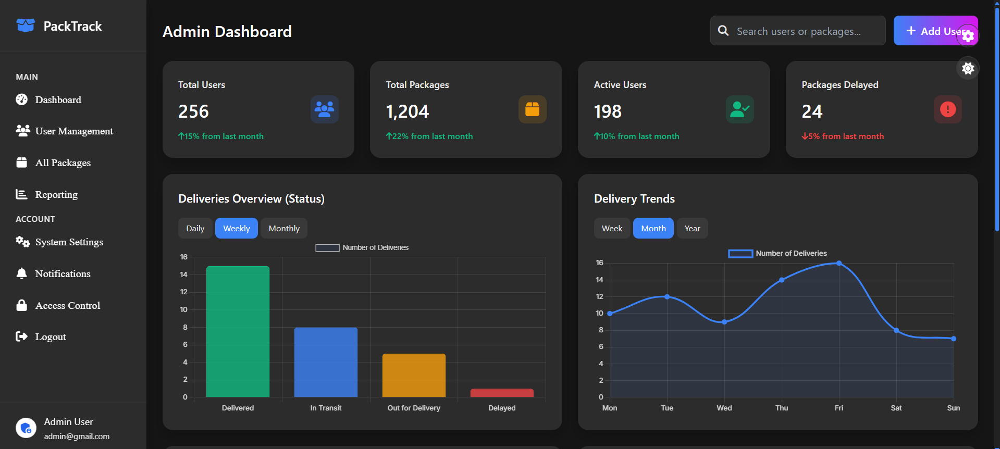 PackTrack
MAIN
Dashboard
User Management
All Packages
Reporting
ACCOUNT
System Settings
Notifications
Access Control
Logout
Admin User
admin@gmail.com
Admin Dashboard
Search users or packages...
Add User
Total Users
256
15% from last month
Total Packages
1,204
22% from last month
Active Users
198
10% from last month
Packages Delayed
24
5% from last month
Deliveries Overview (Status)
Daily Weekly Monthly
Number of Deliveries
16
14
12
10
8
6
4
2
0
Delivered In Transit Out for Delivery Delayed
Delivery Trends
Week Month Year
Number of Deliveries
16
14
12
10
8
6
4
2
0
Mon Tue Wed Thu Fri Sat Sun